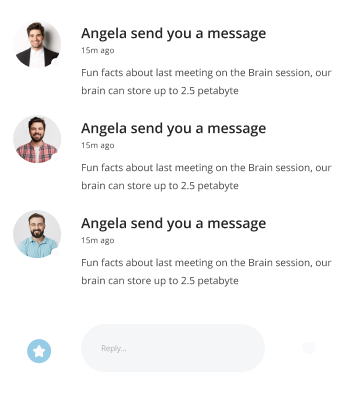 Angela send you a message
15m ago
Fun facts about last meeting on the Brain session, our
brain can store up to 2.5 petabyte
Angela send you a message
15m ago
Fun facts about last meeting on the Brain session, our
brain can store up to 2.5 petabyte
Angela send you a message
15m ago
Fun facts about last meeting on the Brain session, our
brain can store up to 2.5 petabyte
Reply...